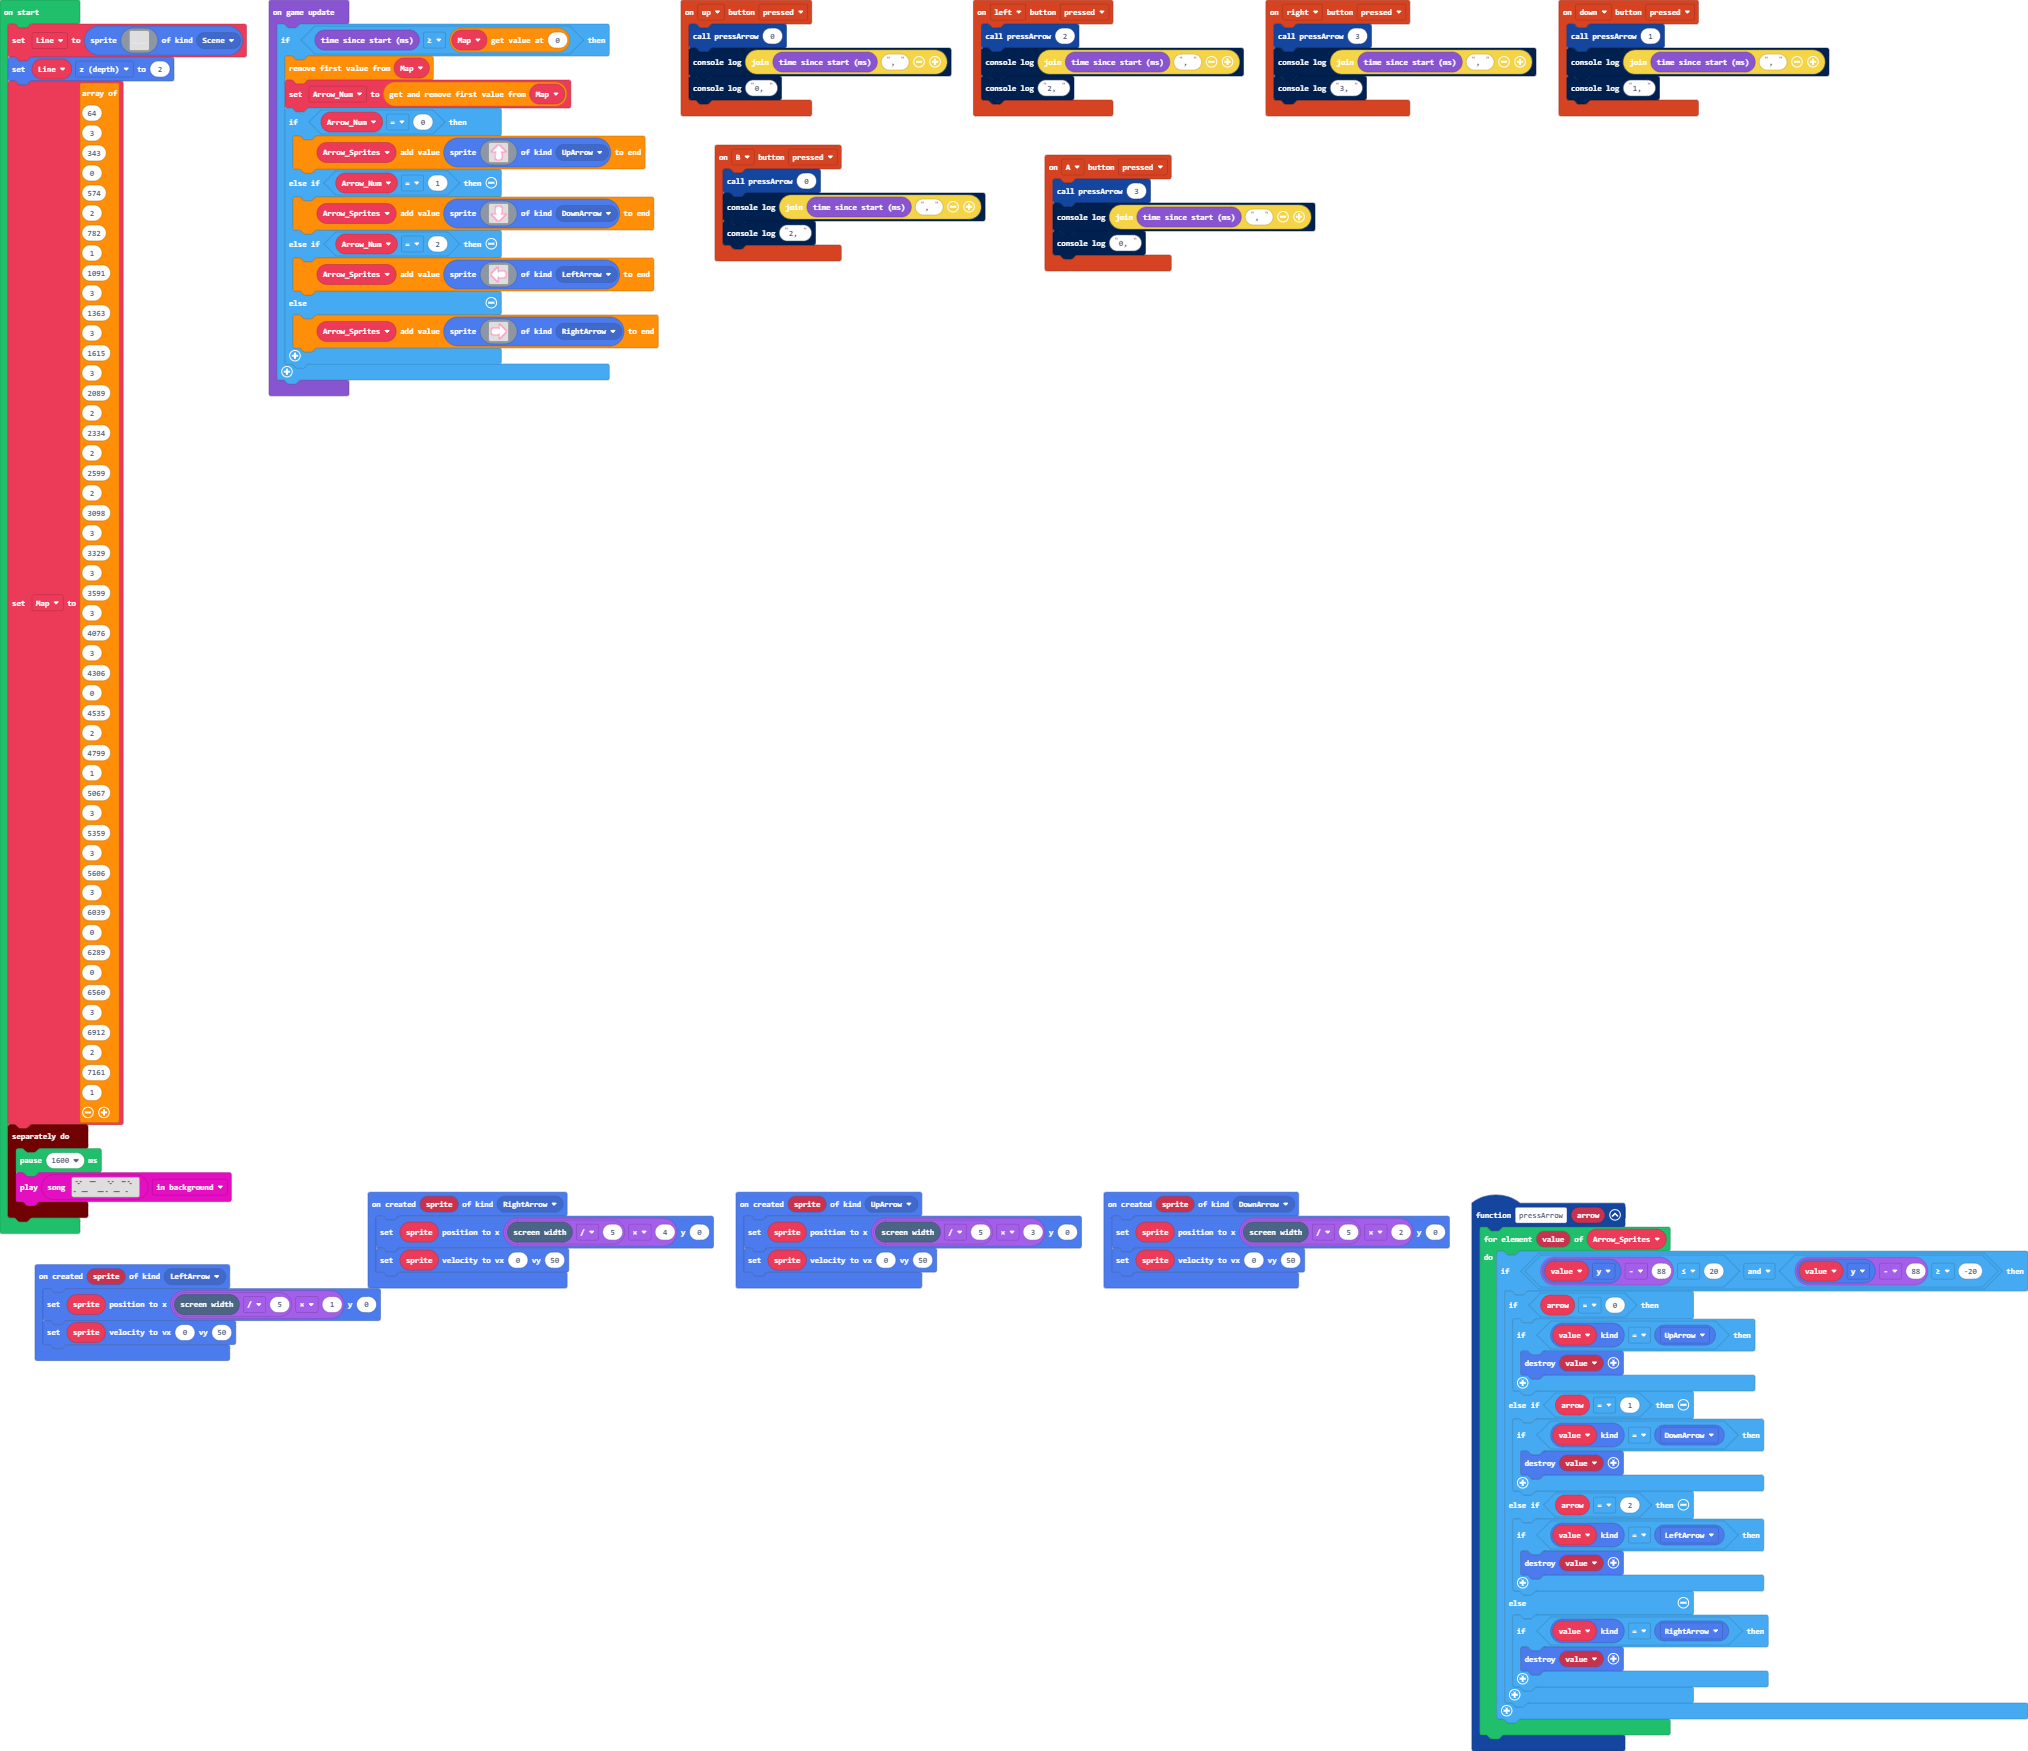 on start
set Line to sprite of kind Scene
set Line z (depth) to 2
set Map to
array of
64
3
343
0
574
2
782
1
1091
3
1363
3
1615
3
2089
2
2334
2
2599
2
3098
3
3329
3
3599
3
4076
3
4306
0
4535
2
4799
1
5067
3
5359
3
5606
3
6039
0
6289
0
6560
3
6912
2
7161
1
separately do
pause 1600 ms
play song in background
on game update
if time since start (ms) ≥ Map get value at 0 then
remove first value from Map
set Arrow_Num to get and remove first value from Map
if Arrow_Num = 0 then
Arrow_Sprites add value sprite of kind UpArrow to end
else if Arrow_Num = 1 then
Arrow_Sprites add value sprite of kind DownArrow to end
else if Arrow_Num = 2 then
Arrow_Sprites add value sprite of kind LeftArrow to end
else
Arrow_Sprites add value sprite of kind RightArrow to end
on up button pressed
call pressArrow 0
console log join time since start (ms) ", "
console log "0, "
on left button pressed
call pressArrow 2
console log join time since start (ms) ", "
console log "2, "
on right button pressed
call pressArrow 3
console log join time since start (ms) ", "
console log "3, "
on down button pressed
call pressArrow 1
console log join time since start (ms) ", "
console log "1, "
on B button pressed
call pressArrow 0
console log join time since start (ms) ", "
console log "2, "
on A button pressed
call pressArrow 3
console log join time since start (ms) ", "
console log "0, "
on created sprite of kind LeftArrow
set sprite position to x screen width / 5 × 1 y 0
set sprite velocity to vx 0 vy 50
on created sprite of kind RightArrow
set sprite position to x screen width / 5 × 4 y 0
set sprite velocity to vx 0 vy 50
on created sprite of kind UpArrow
set sprite position to x screen width / 5 × 3 y 0
set sprite velocity to vx 0 vy 50
on created sprite of kind DownArrow
set sprite position to x screen width / 5 × 2 y 0
set sprite velocity to vx 0 vy 50
function pressArrow arrow
for element value of Arrow_Sprites
do
if value y - 88 ≤ 20 and value y - 88 ≥ -20 then
if arrow = 0 then
if value kind = UpArrow then
destroy value
else if arrow = 1 then
if value kind = DownArrow then
destroy value
else if arrow = 2 then
if value kind = LeftArrow then
destroy value
else
if value kind = RightArrow then
destroy value